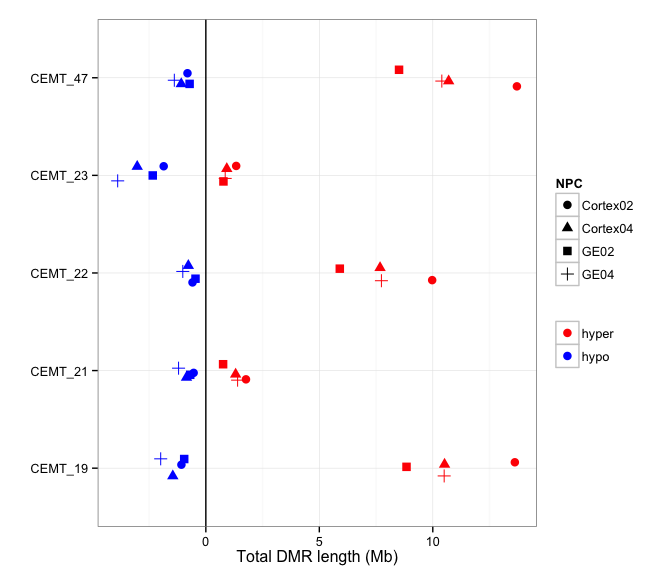 CEMT_47
CEMT_23
CEMT_22
CEMT_21
CEMT_19
0 5 10
Total DMR length (Mb)
NPC
Cortex02
Cortex04
GE02
GE04
hyper
hypo